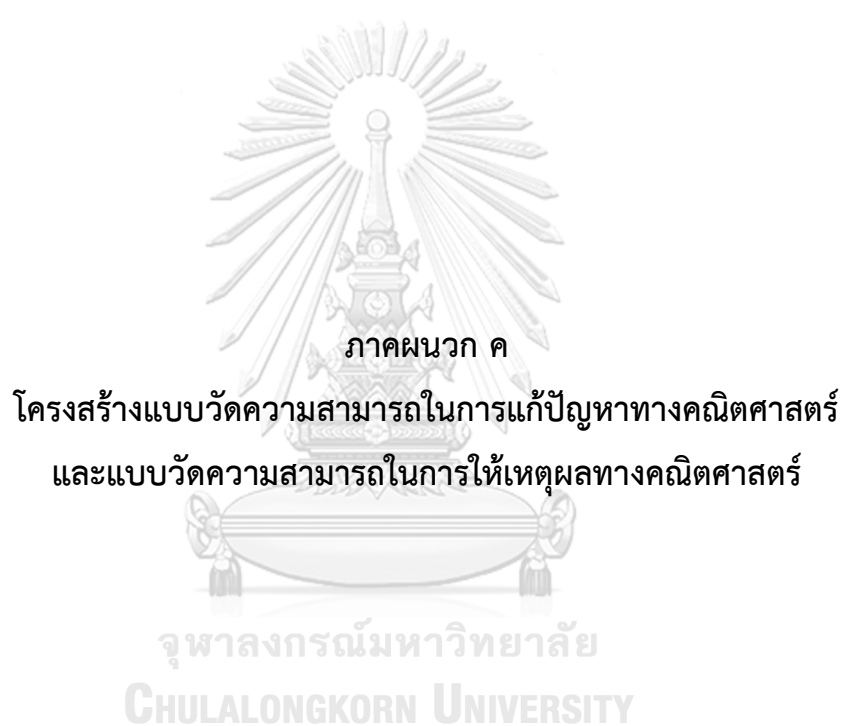 ภาคผนวก ค
โครงสร้างแบบวัดความสามารถในการแก้ปัญหาทางคณิตศาสตร์
และแบบวัดความสามารถในการให้เหตุผลทางคณิตศาสตร์
จุฬาลงกรณ์มหาวิทยาลัย
CHULALONGKORN UNIVERSITY